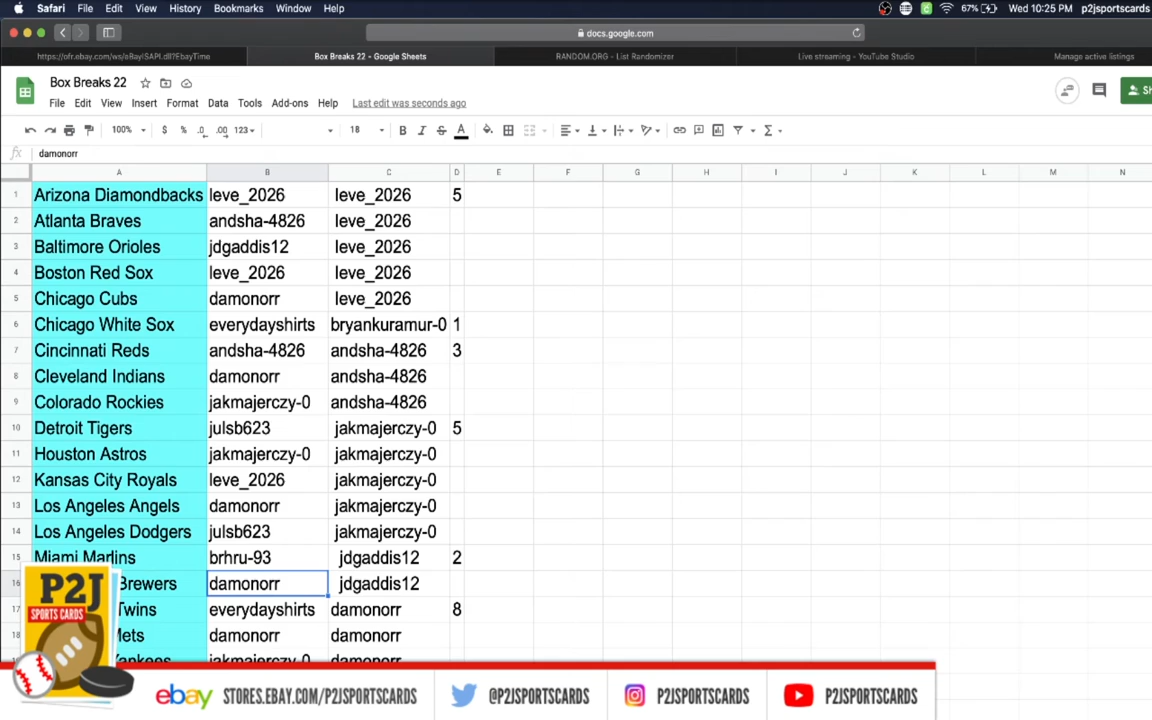 Safari File Edit View History Bookmarks Window Help 67% Wed 10:25 PM p2jsportscards
docs.google.com
https://ofr.ebay.com/ws/eBayISAPI.dll?EbayTime Box Breaks 22 - Google Sheets RANDOM.ORG - List Randomizer Live streaming - YouTube Studio Manage active listings
Box Breaks 22
File Edit View Insert Format Data Tools Add-ons Help Last edit was seconds ago
100% $ % .0 .00 123 18 B I S A
fx damonorr
A B C D E F G H I J K L M N
1 Arizona Diamondbacks leve_2026 leve_2026 5
2 Atlanta Braves andsha-4826 leve_2026
3 Baltimore Orioles jdgaddis12 leve_2026
4 Boston Red Sox leve_2026 leve_2026
5 Chicago Cubs damonorr leve_2026
6 Chicago White Sox everydayshirts bryankuramur-0 1
7 Cincinnati Reds andsha-4826 andsha-4826 3
8 Cleveland Indians damonorr andsha-4826
9 Colorado Rockies jakmajerczy-0 andsha-4826
10 Detroit Tigers julsb623 jakmajerczy-0 5
11 Houston Astros jakmajerczy-0 jakmajerczy-0
12 Kansas City Royals leve_2026 jakmajerczy-0
13 Los Angeles Angels damonorr jakmajerczy-0
14 Los Angeles Dodgers julsb623 jakmajerczy-0
15 Miami Marlins brhru-93 jdgaddis12 2
16 Brewers damonorr jdgaddis12
17 Twins everydayshirts damonorr 8
18 Mets damonorr damonorr
Yankees jakmajerczy-0 damonorr
P2J
SPORTS CARDS
ebay STORES.EBAY.COM/P2JSPORTSCARDS @P2JSPORTSCARDS P2JSPORTSCARDS P2JSPORTSCARDS